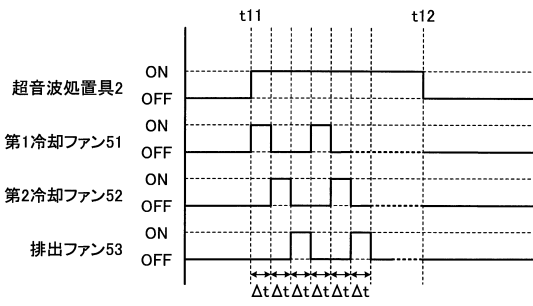 t11 t12
超音波処置具2 ON
OFF
第1冷却ファン51 ON
OFF
第2冷却ファン52 ON
OFF
排出ファン53 ON
OFF
Δt Δt Δt Δt Δt Δt